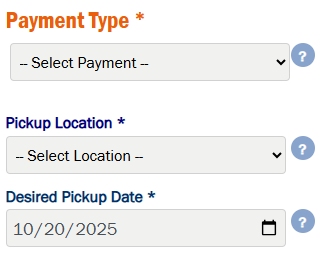 Payment Type *
-- Select Payment --
?
Pickup Location *
-- Select Location --
?
Desired Pickup Date *
10/20/2025
?